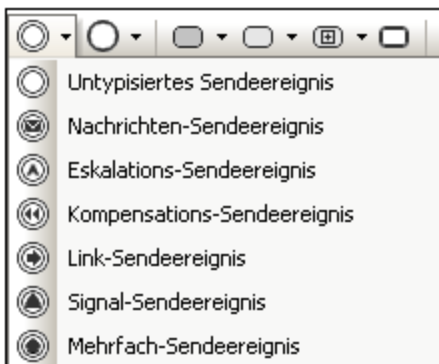 Untypisiertes Sendeereignis
Nachrichten-Sendeereignis
Eskalations-Sendeereignis
Kompensations-Sendeereignis
Link-Sendeereignis
Signal-Sendeereignis
Mehrfach-Sendeereignis